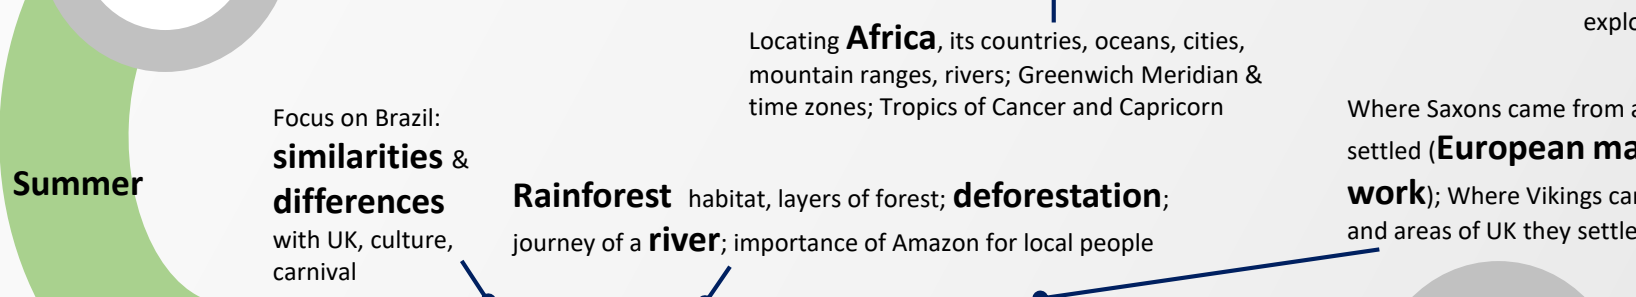 explo
Locating Africa, its countries, oceans, cities,
mountain ranges, rivers; Greenwich Meridian &
time zones; Tropics of Cancer and Capricorn
Summer
Focus on Brazil:
similarities &
differences
with UK, culture,
carnival
Rainforest habitat, layers of forest; deforestation;
journey of a river; importance of Amazon for local people
Where Saxons came from a
settled (European ma
work); Where Vikings ca
and areas of UK they settle